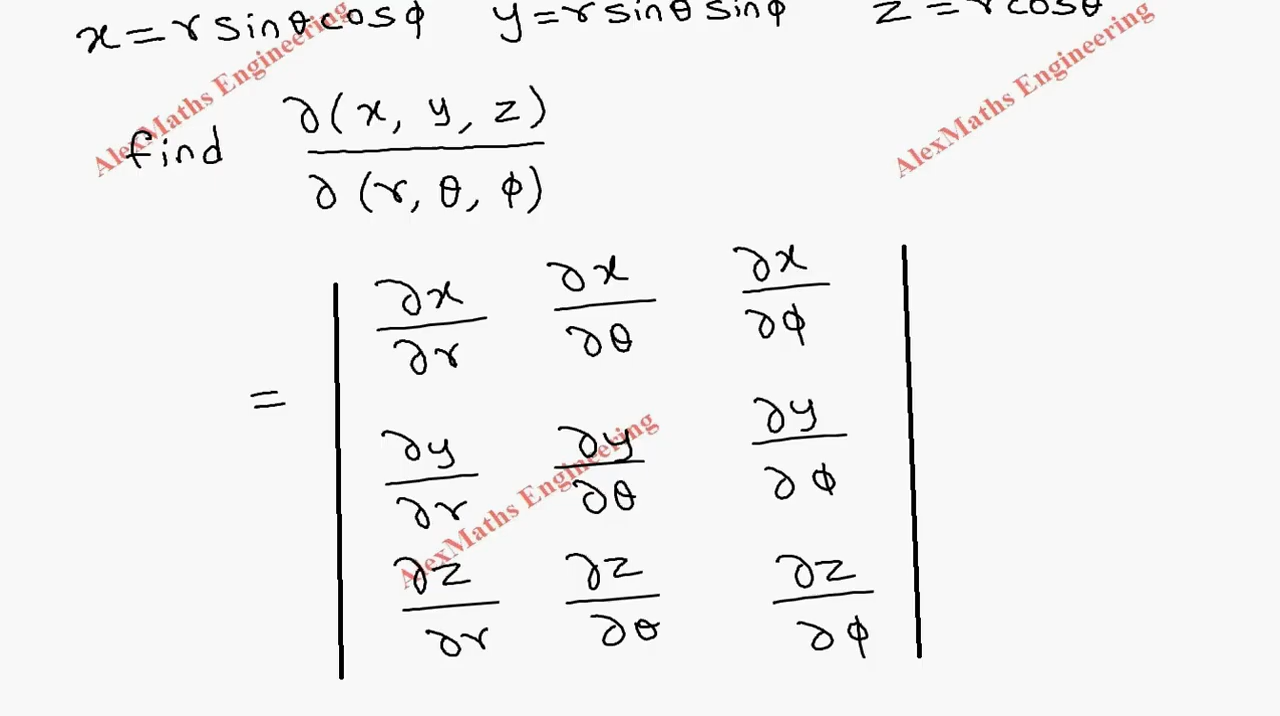 x = r sinθ cosϕ y = r sinθ sinϕ z = r cosθ
find ∂(x, y, z) / ∂(r, θ, ϕ)
= | ∂x/∂r ∂x/∂θ ∂x/∂ϕ |
| ∂y/∂r ∂y/∂θ ∂y/∂ϕ |
| ∂z/∂r ∂z/∂θ ∂z/∂ϕ |
AlexMaths Engineering
AlexMaths Engineering
AlexMaths Engineering